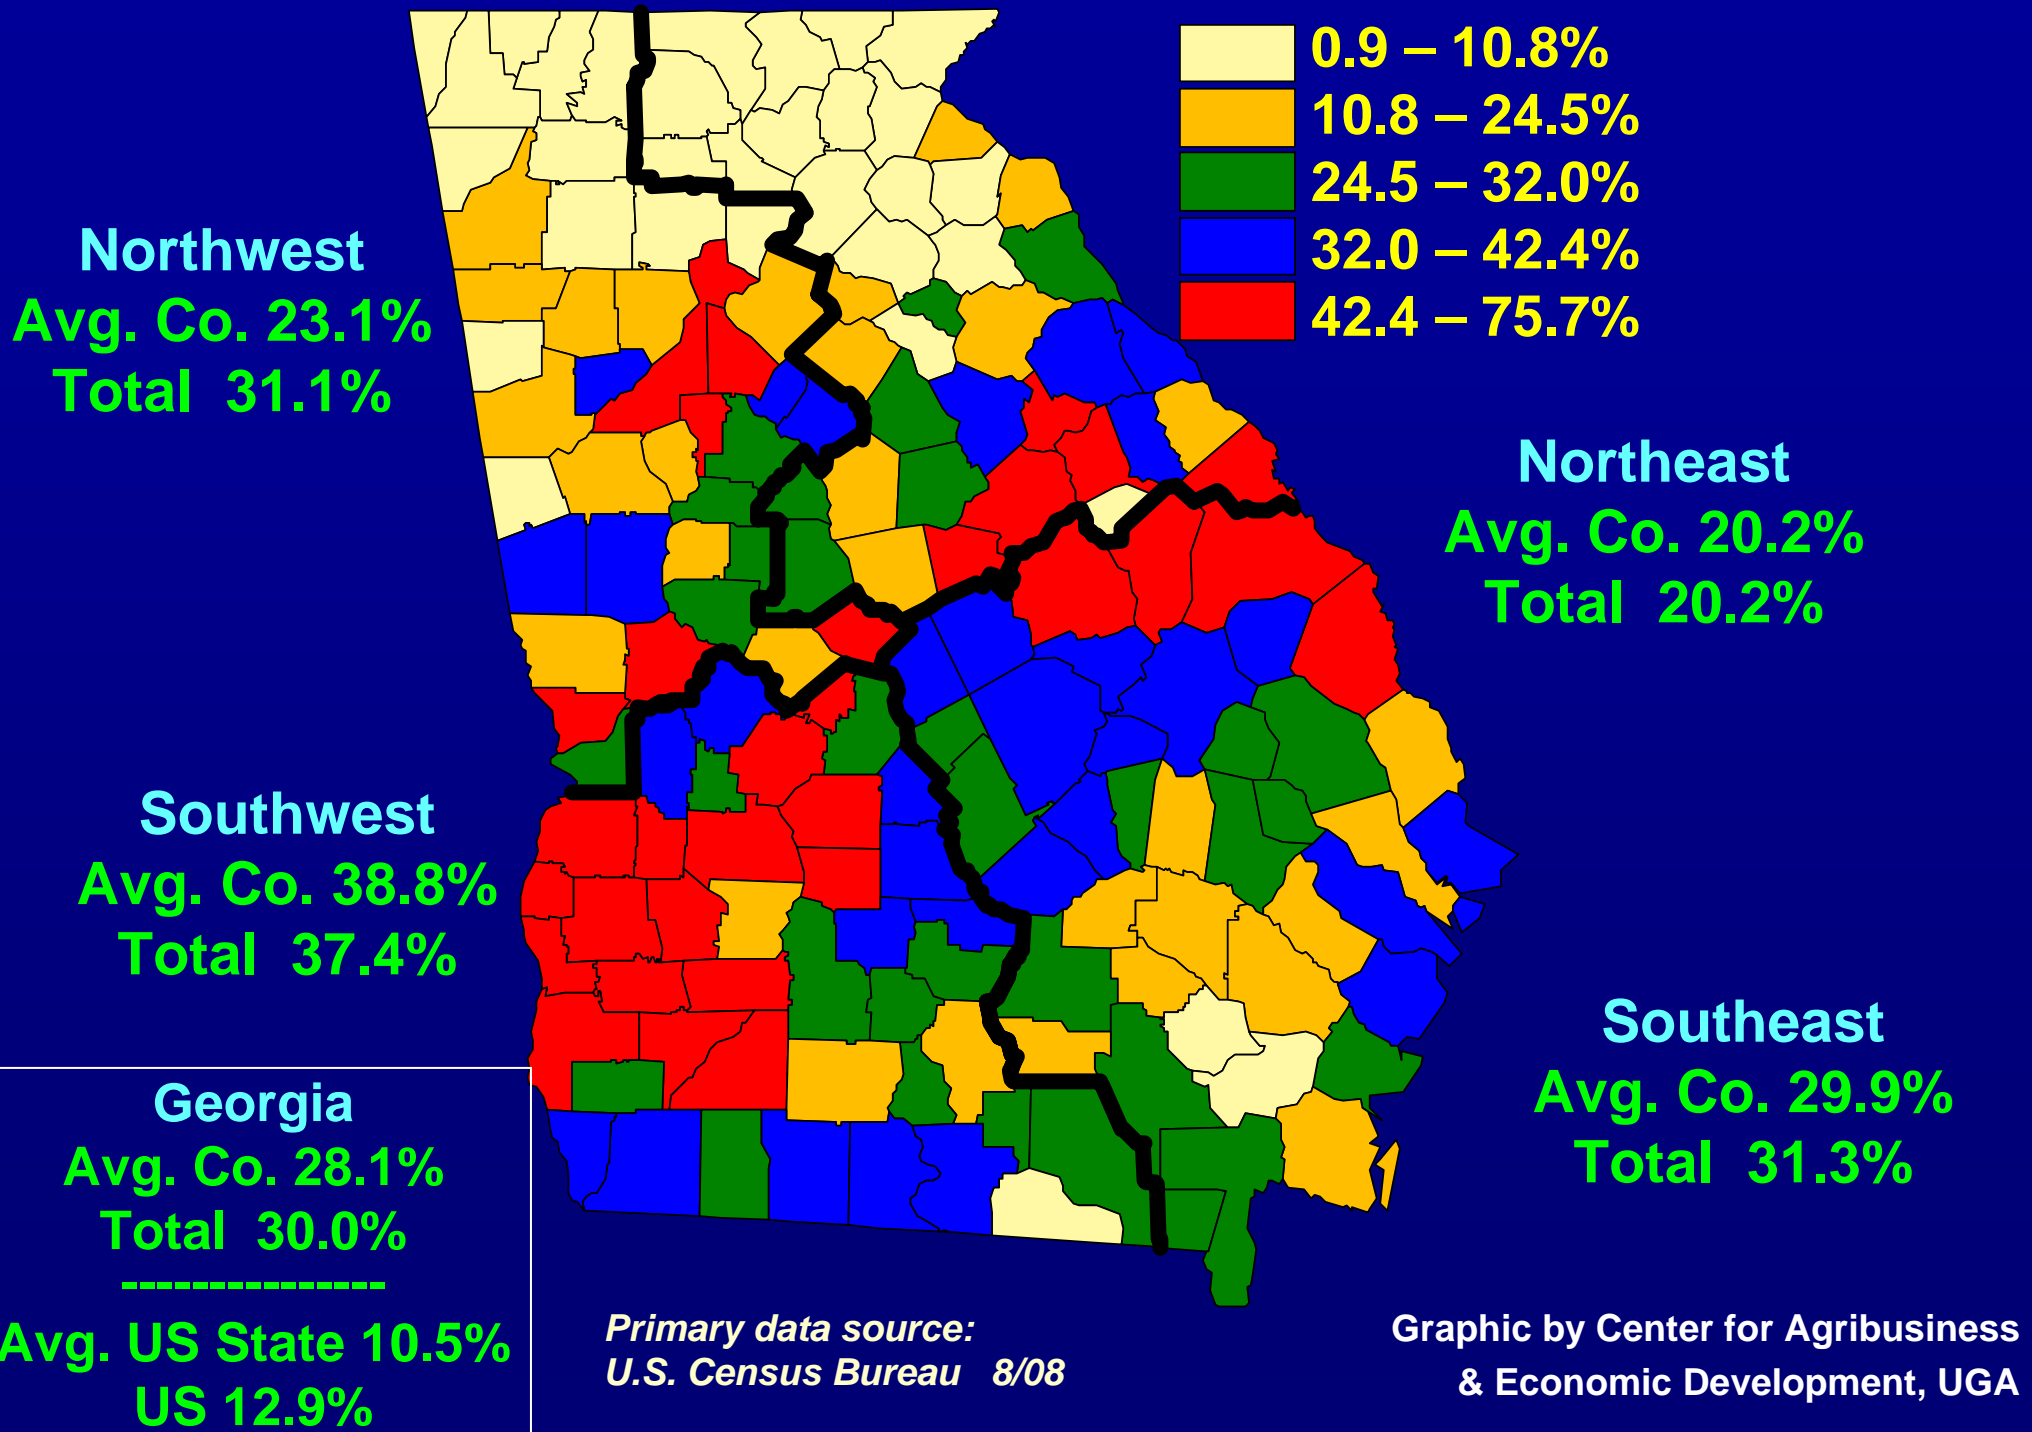 0.9 – 10.8%
10.8 – 24.5%
24.5 – 32.0%
32.0 – 42.4%
42.4 – 75.7%
Northwest
Avg. Co. 23.1%
Total 31.1%
Northeast
Avg. Co. 20.2%
Total 20.2%
Southwest
Avg. Co. 38.8%
Total 37.4%
Southeast
Avg. Co. 29.9%
Total 31.3%
Georgia
Avg. Co. 28.1%
Total 30.0%
---------------
Avg. US State 10.5%
US 12.9%
Primary data source:
U.S. Census Bureau 8/08
Graphic by Center for Agribusiness
& Economic Development, UGA